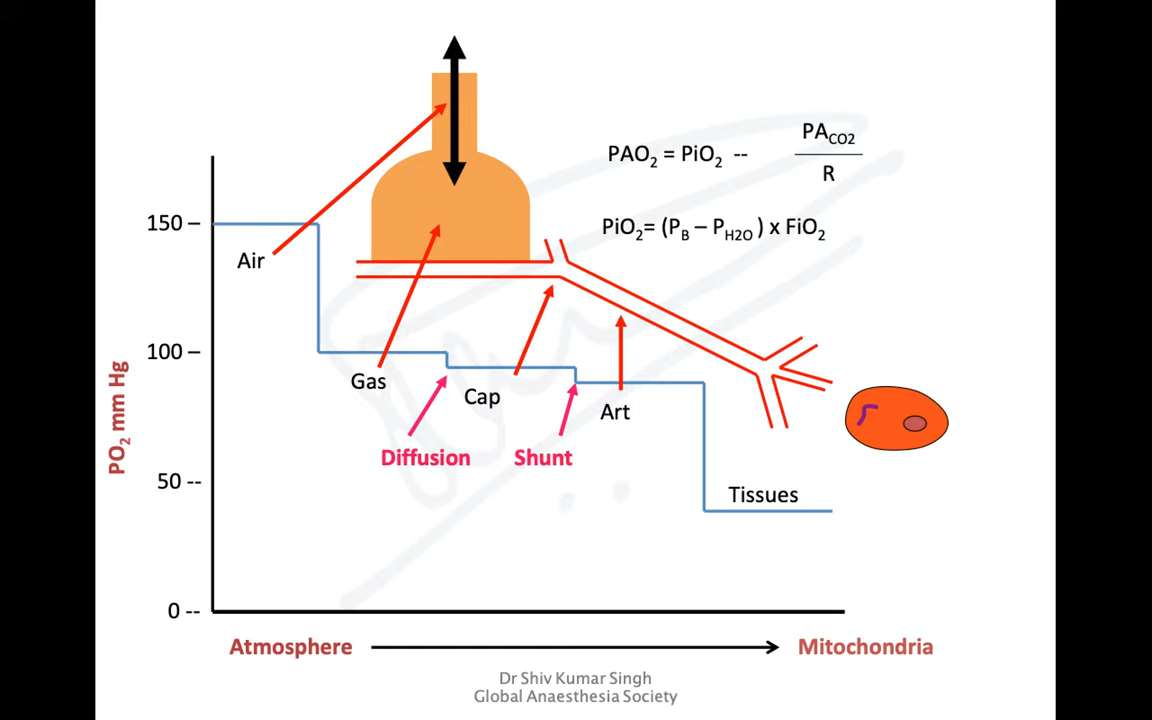 PACO2
PAO2 = PiO2 --
R
PiO2= (PB – PH2O ) x FiO2
150 –
Air
100 –
Gas
Cap
Art
Diffusion
Shunt
50 --
Tissues
0 --
PO2 mm Hg
Atmosphere
Mitochondria
Dr Shiv Kumar Singh
Global Anaesthesia Society